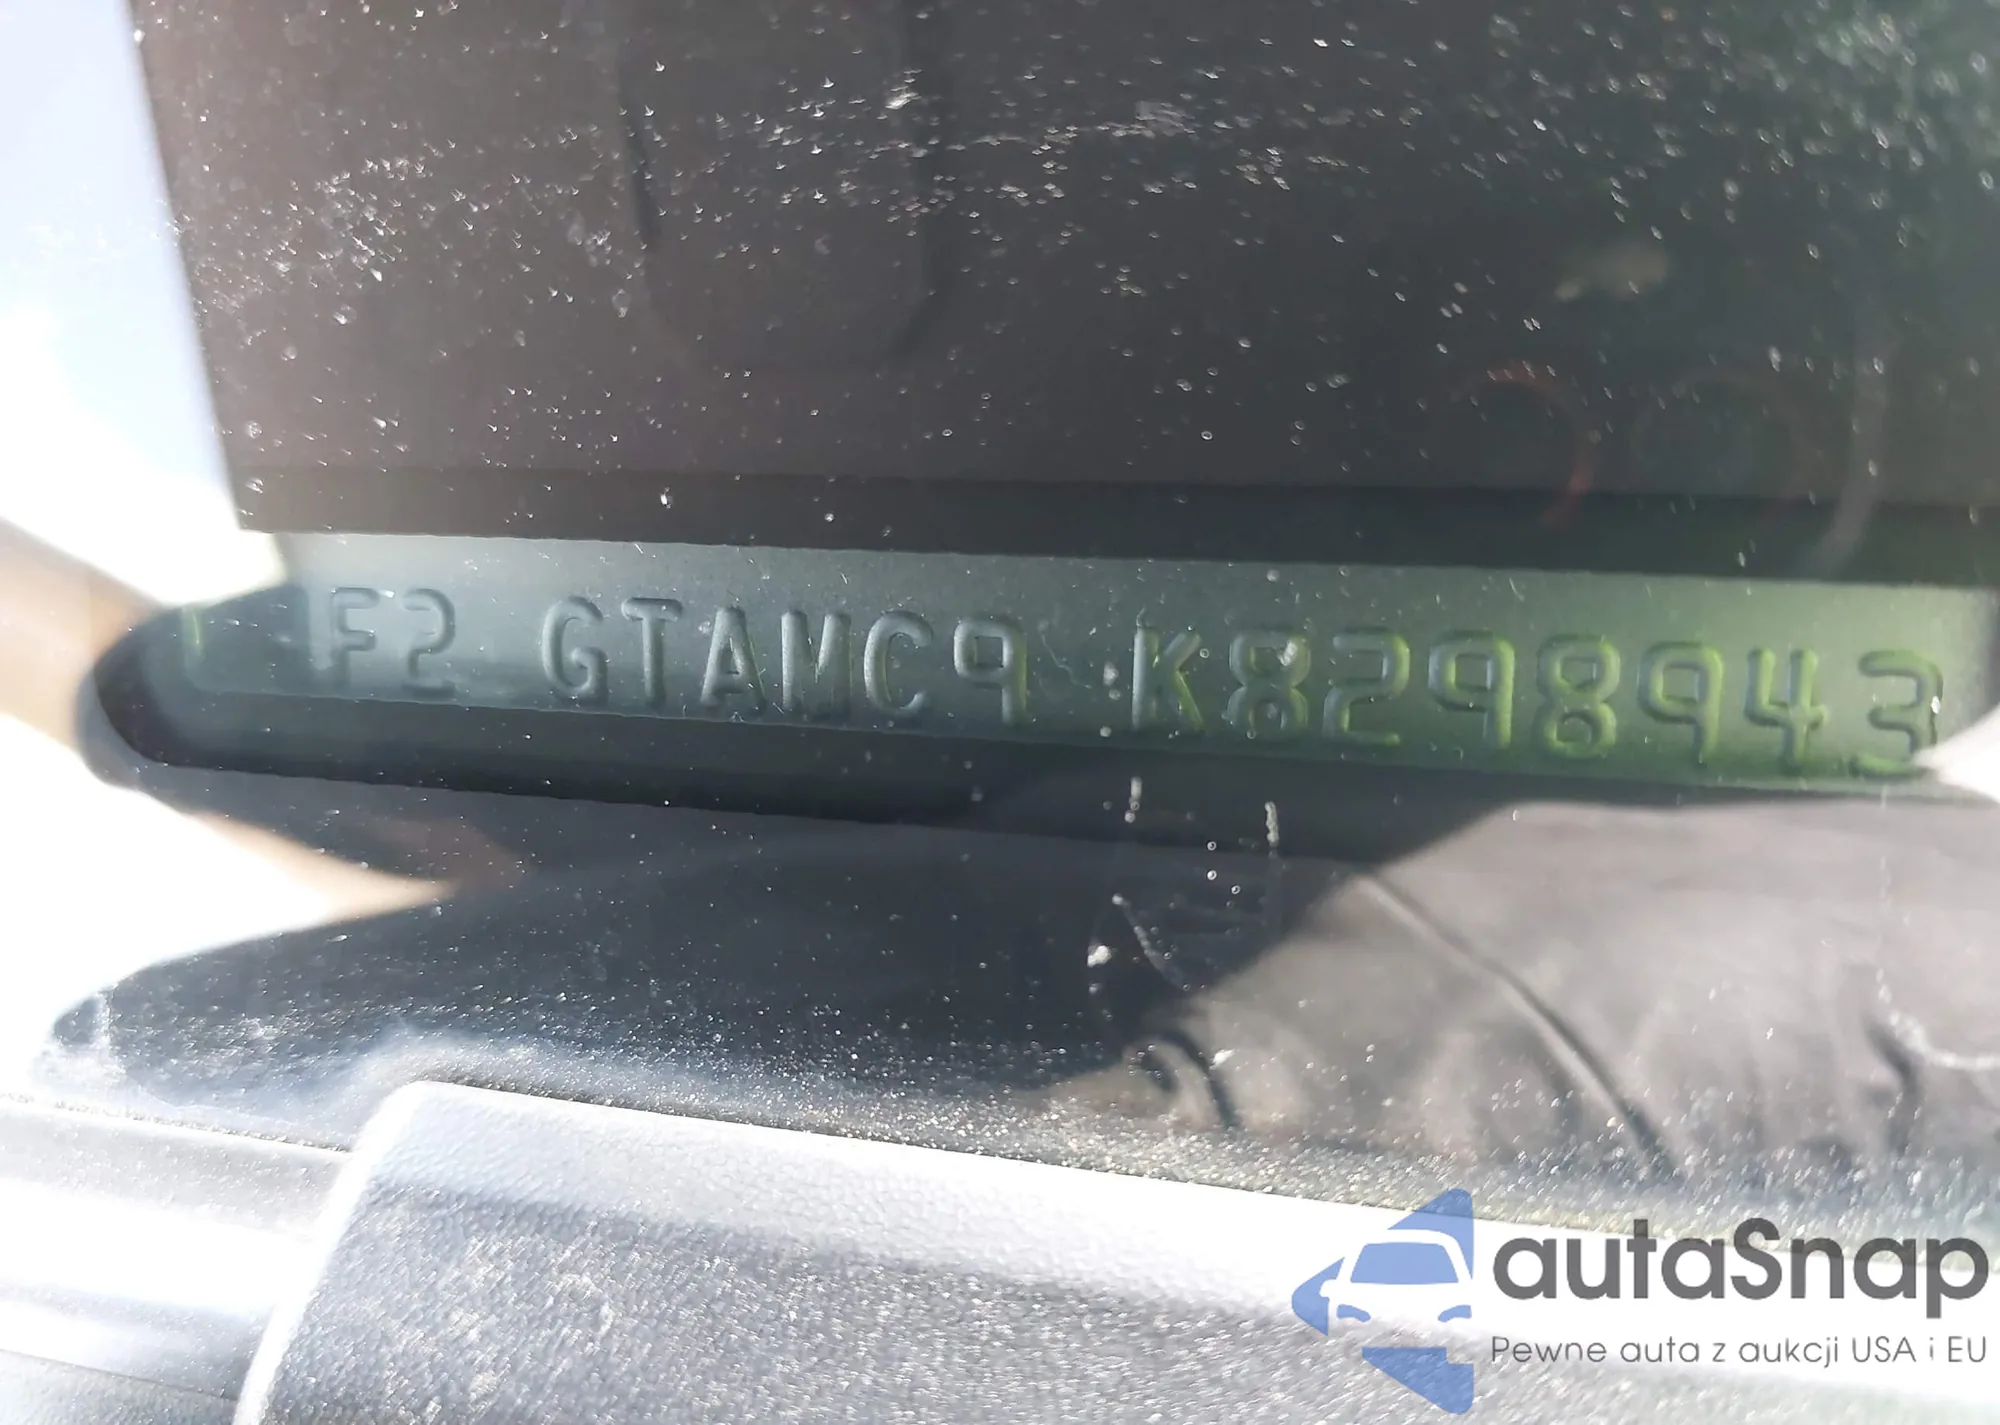 F2 GTAMC9 K8298943
autaSnap
Pewne auta z aukcji USA i EU